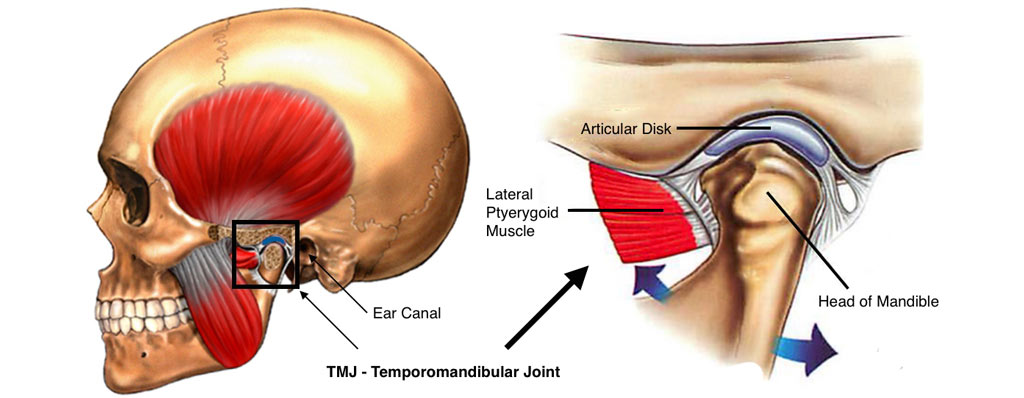 Articular Disk
Lateral
Ptyerygoid
Muscle
Head of Mandible
Ear Canal
TMJ - Temporomandibular Joint